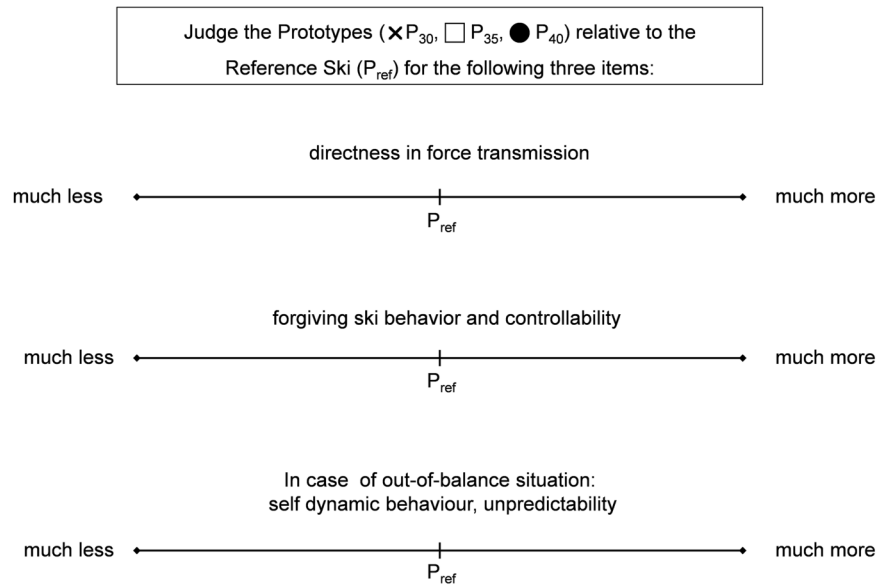 Judge the Prototypes (×P30, □ P35, ● P40) relative to the
Reference Ski (Pref) for the following three items:
directness in force transmission
much less much more
Pref
forgiving ski behavior and controllability
much less much more
Pref
In case of out-of-balance situation:
self dynamic behaviour, unpredictability
much less much more
Pref